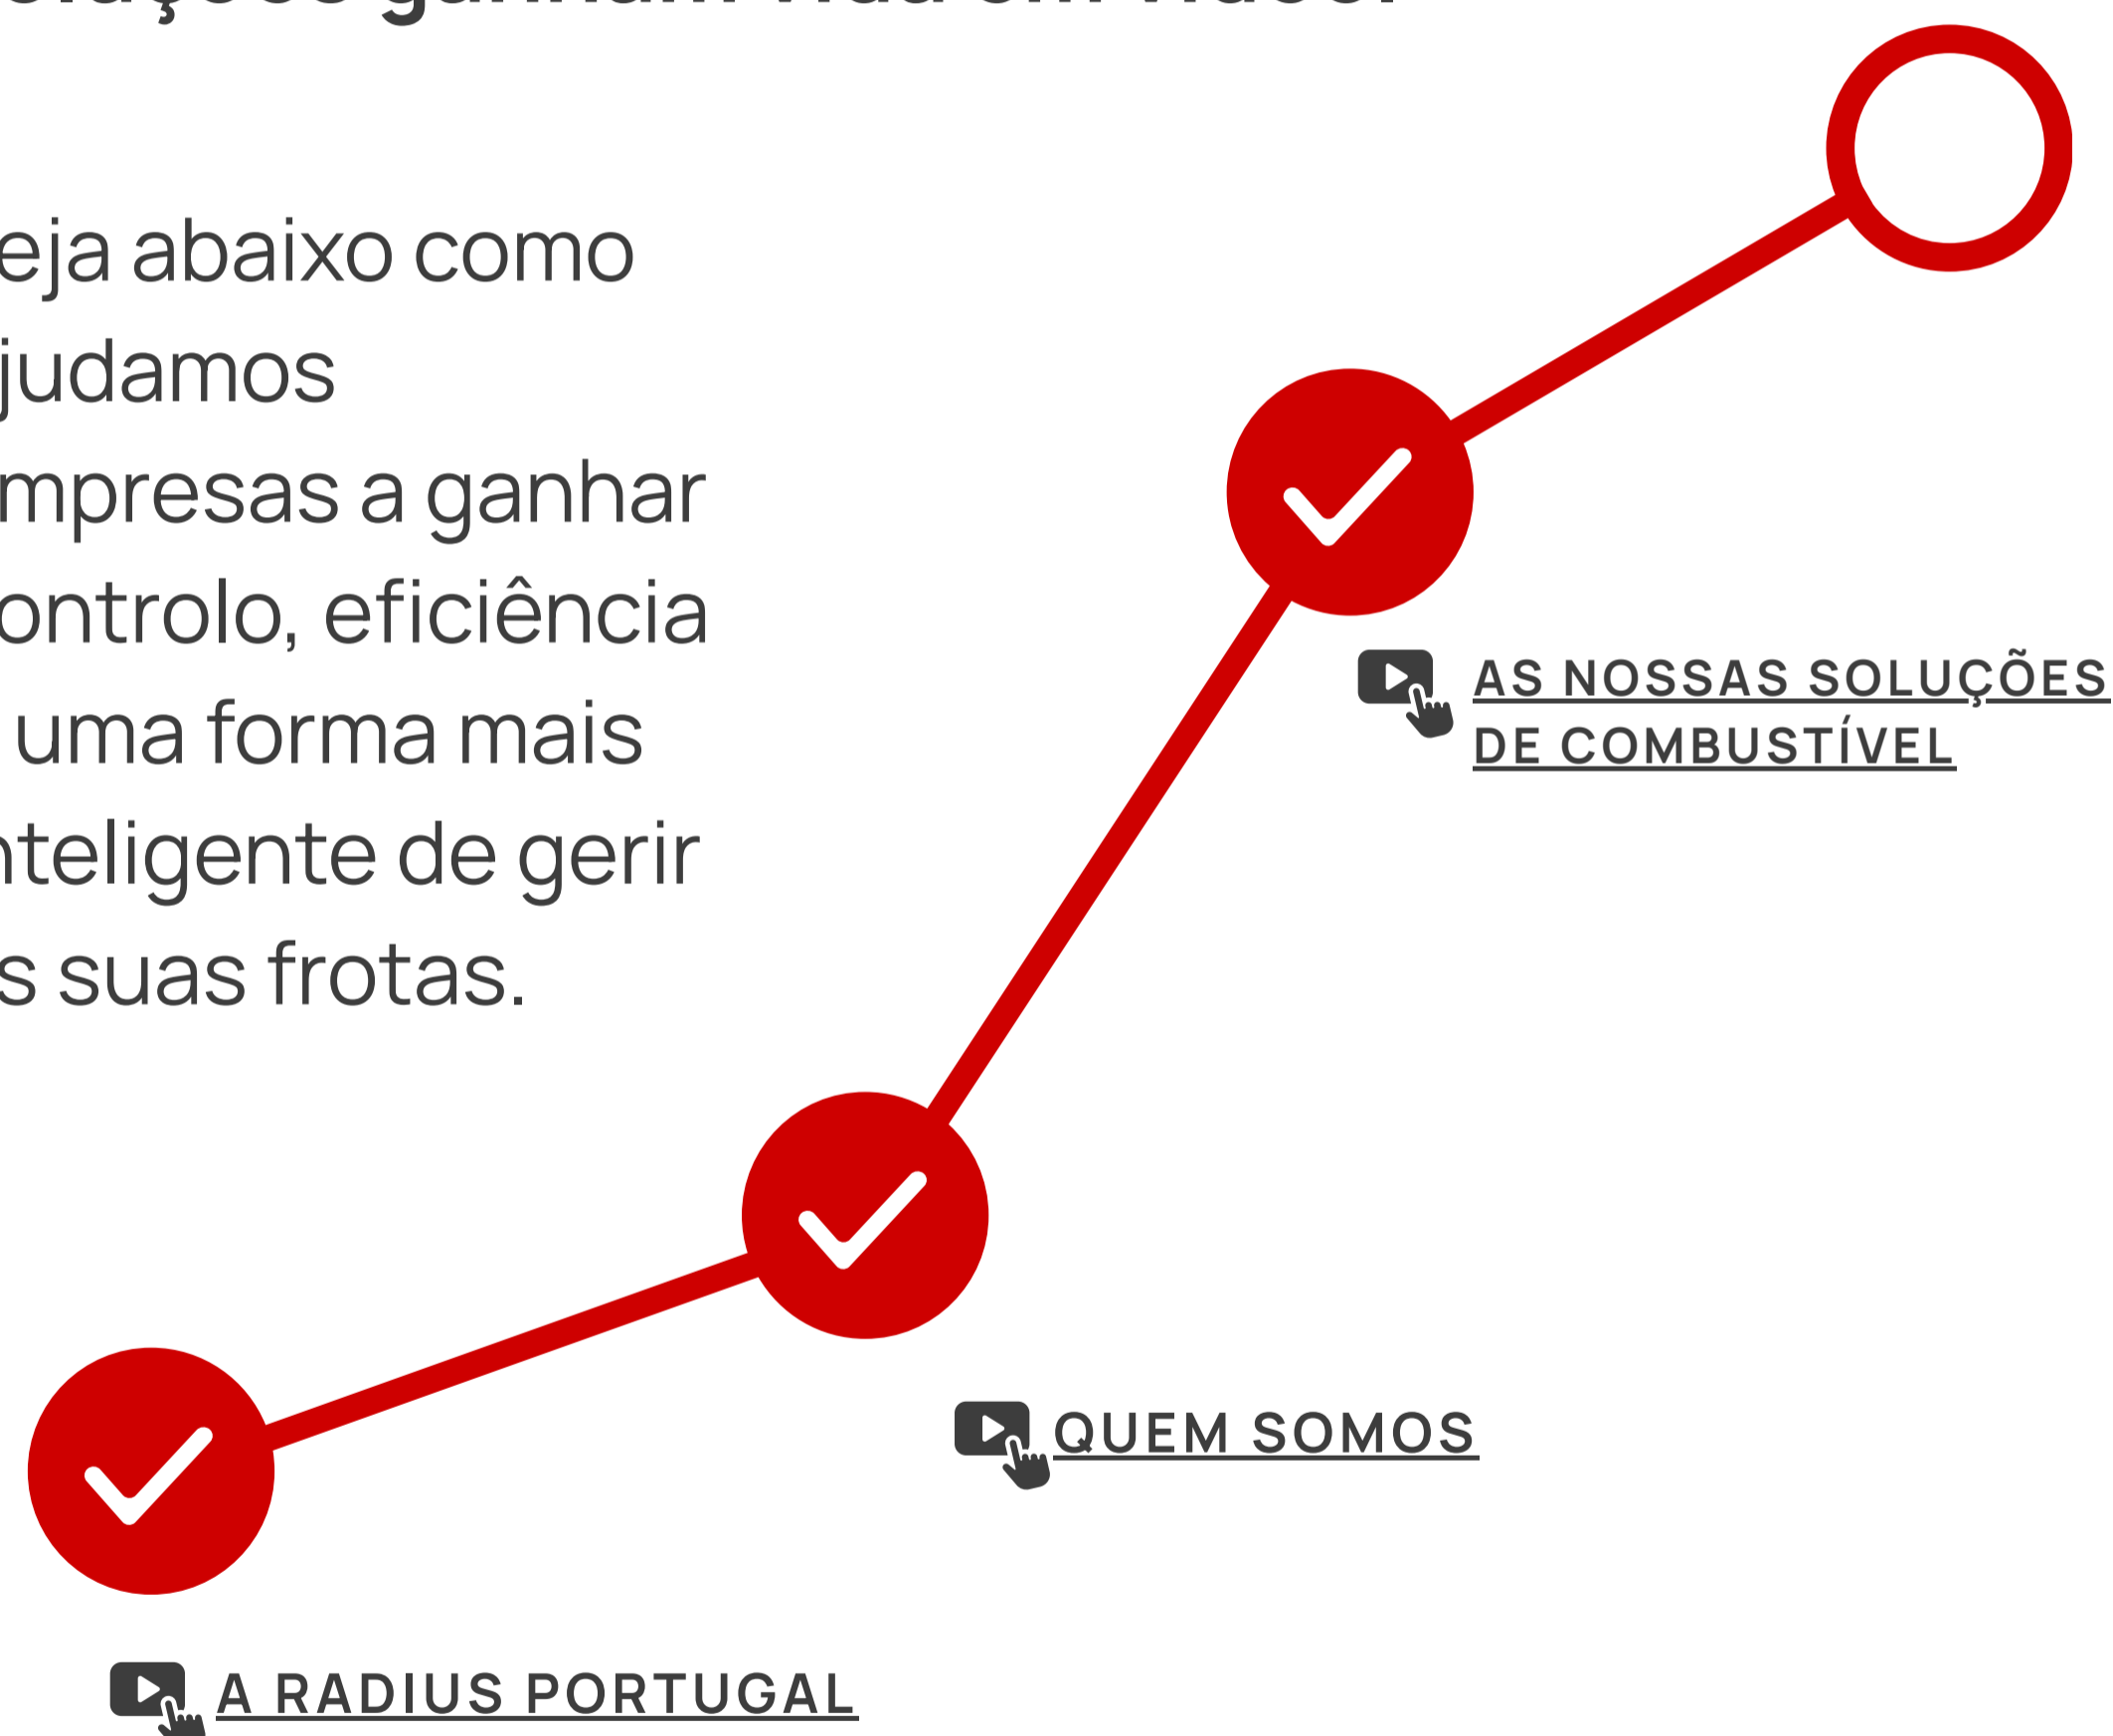 eja abaixo como
judamos
mpresas a ganhar
ontrolo, eficiência
uma forma mais
nteligente de gerir
s suas frotas.
AS NOSSAS SOLUÇÕES
DE COMBUSTÍVEL
QUEM SOMOS
A RADIUS PORTUGAL